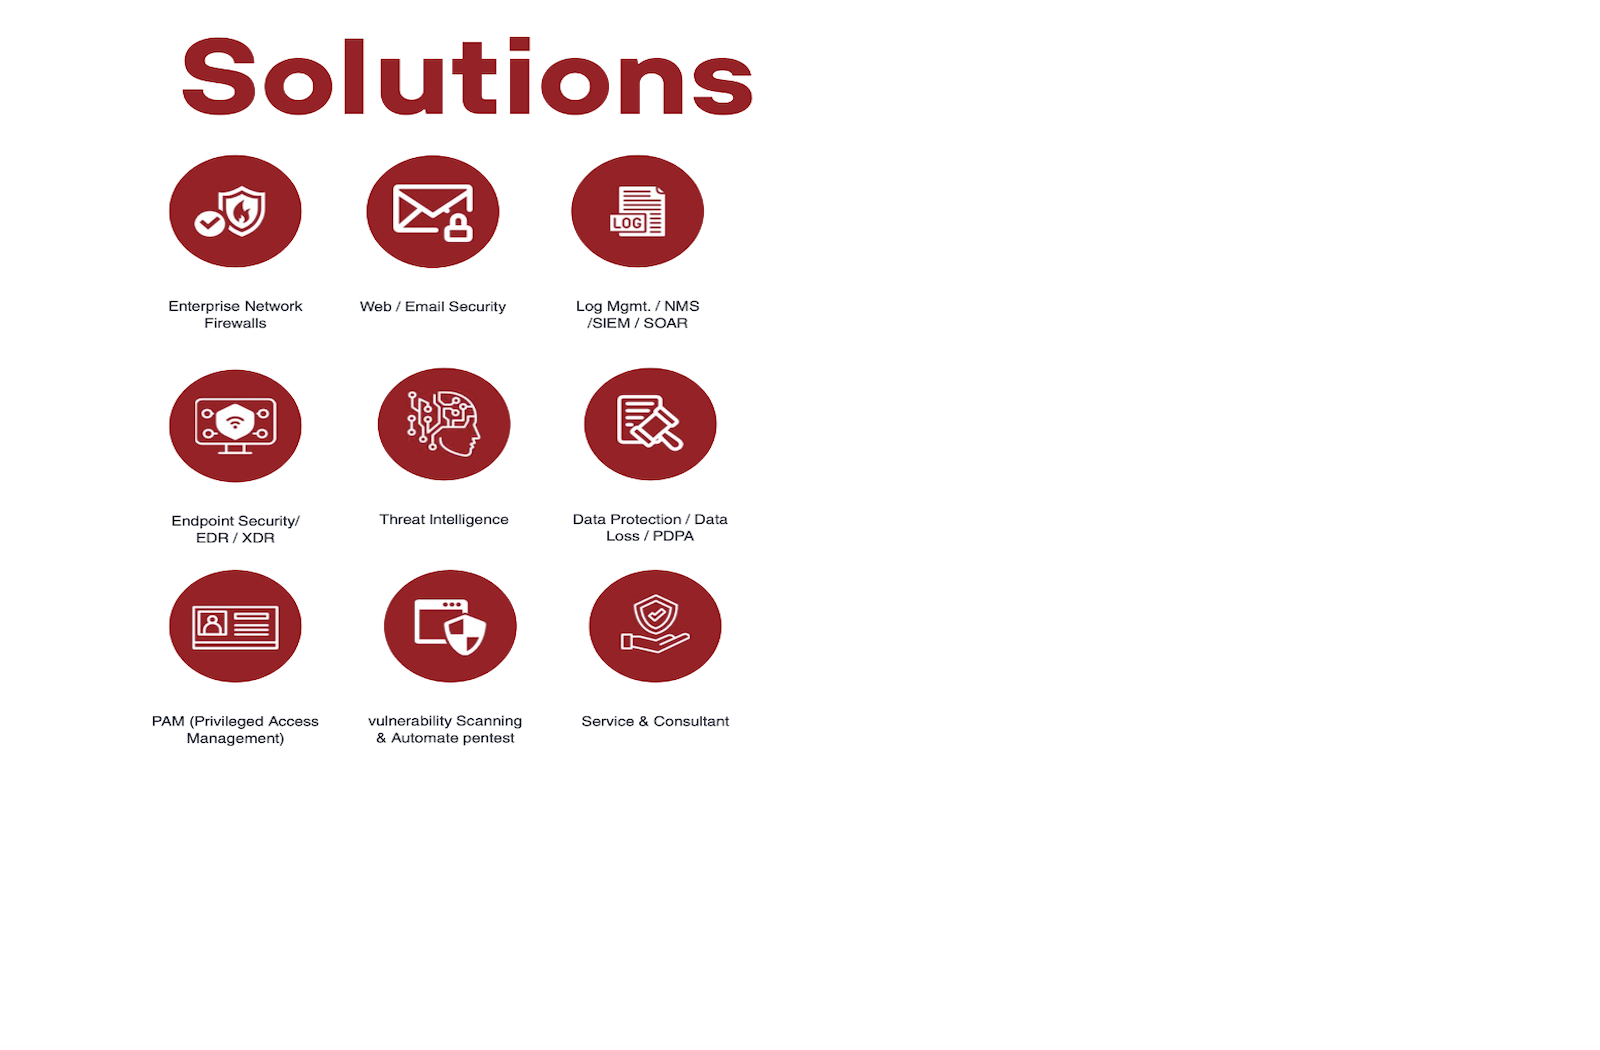 Solutions
LOG
Enterprise Network
Firewalls
Web / Email Security
Log Mgmt. / NMS
/SIEM / SOAR
Endpoint Security/
EDR / XDR
Threat Intelligence
Data Protection / Data
Loss / PDPA
PAM (Privileged Access
Management)
vulnerability Scanning
& Automate pentest
Service & Consultant